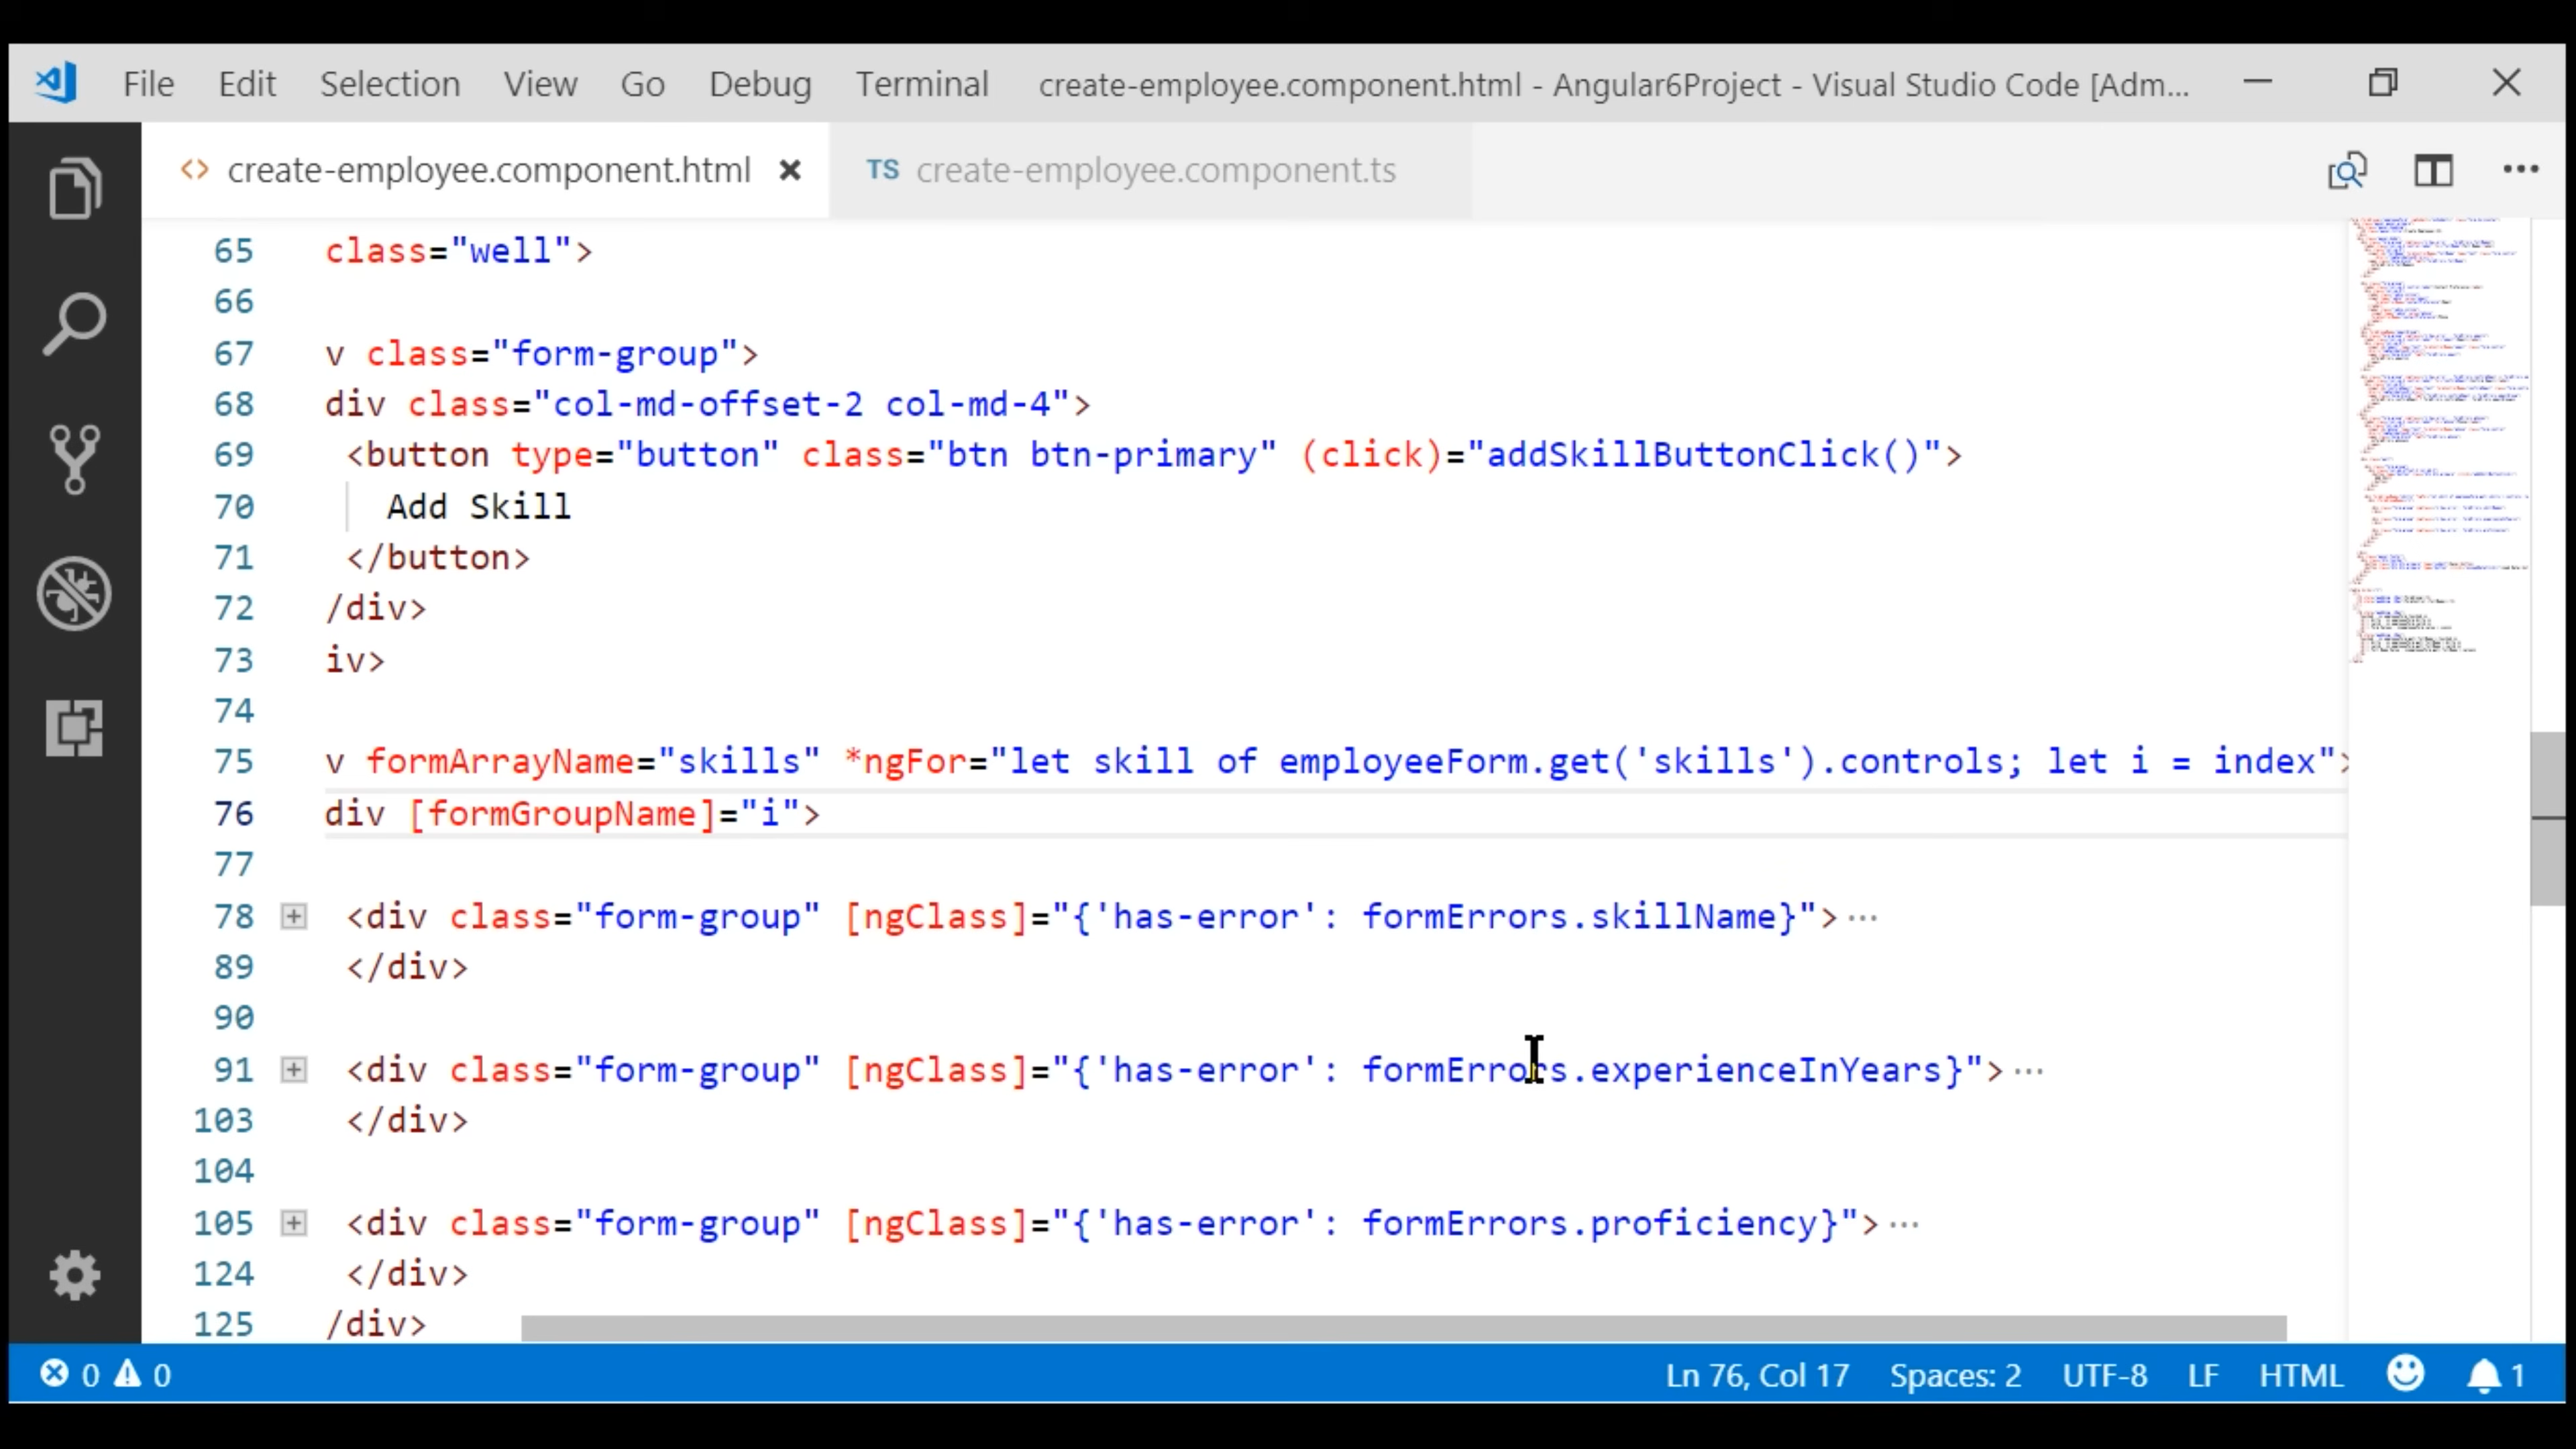 File Edit Selection View Go Debug Terminal create-employee.component.html - Angular6Project - Visual Studio Code [Adm...
<> create-employee.component.html TS create-employee.component.ts
65 class="well">
66
67 v class="form-group">
68 div class="col-md-offset-2 col-md-4">
69 <button type="button" class="btn btn-primary" (click)="addSkillButtonClick()">
70 Add Skill
71 </button>
72 /div>
73 iv>
74
75 v formArrayName="skills" *ngFor="let skill of employeeForm.get('skills').controls; let i = index">
76 div [formGroupName]="i">
77
78 <div class="form-group" [ngClass]="{'has-error': formErrors.skillName}">...
89 </div>
90
91 <div class="form-group" [ngClass]="{'has-error': formErrors.experienceInYears}">...
103 </div>
104
105 <div class="form-group" [ngClass]="{'has-error': formErrors.proficiency}">...
124 </div>
125 /div>
0 0 Ln 76, Col 17 Spaces: 2 UTF-8 LF HTML 1